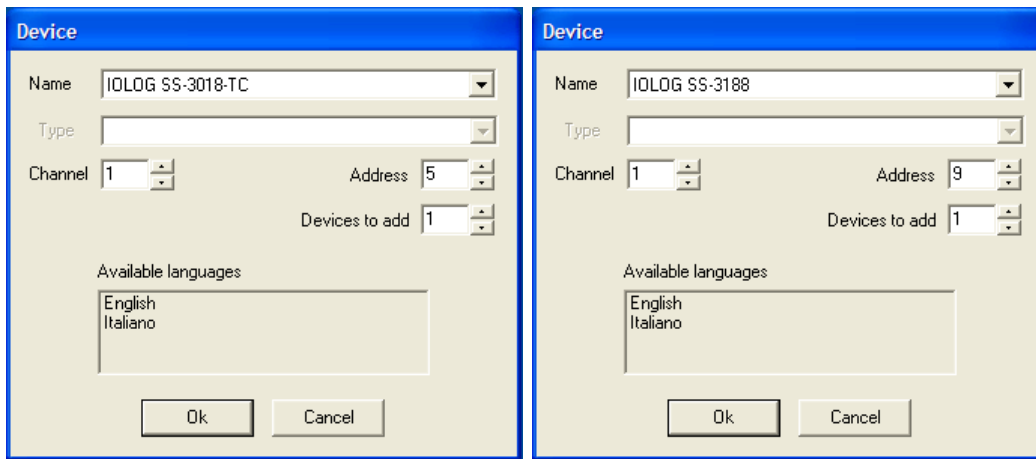 Device
Name IOLOG SS-3018-TC
Type
Channel 1 Address 5
Devices to add 1
Available languages
English
Italiano
Ok Cancel
Device
Name IOLOG SS-3188
Type
Channel 1 Address 9
Devices to add 1
Available languages
English
Italiano
Ok Cancel